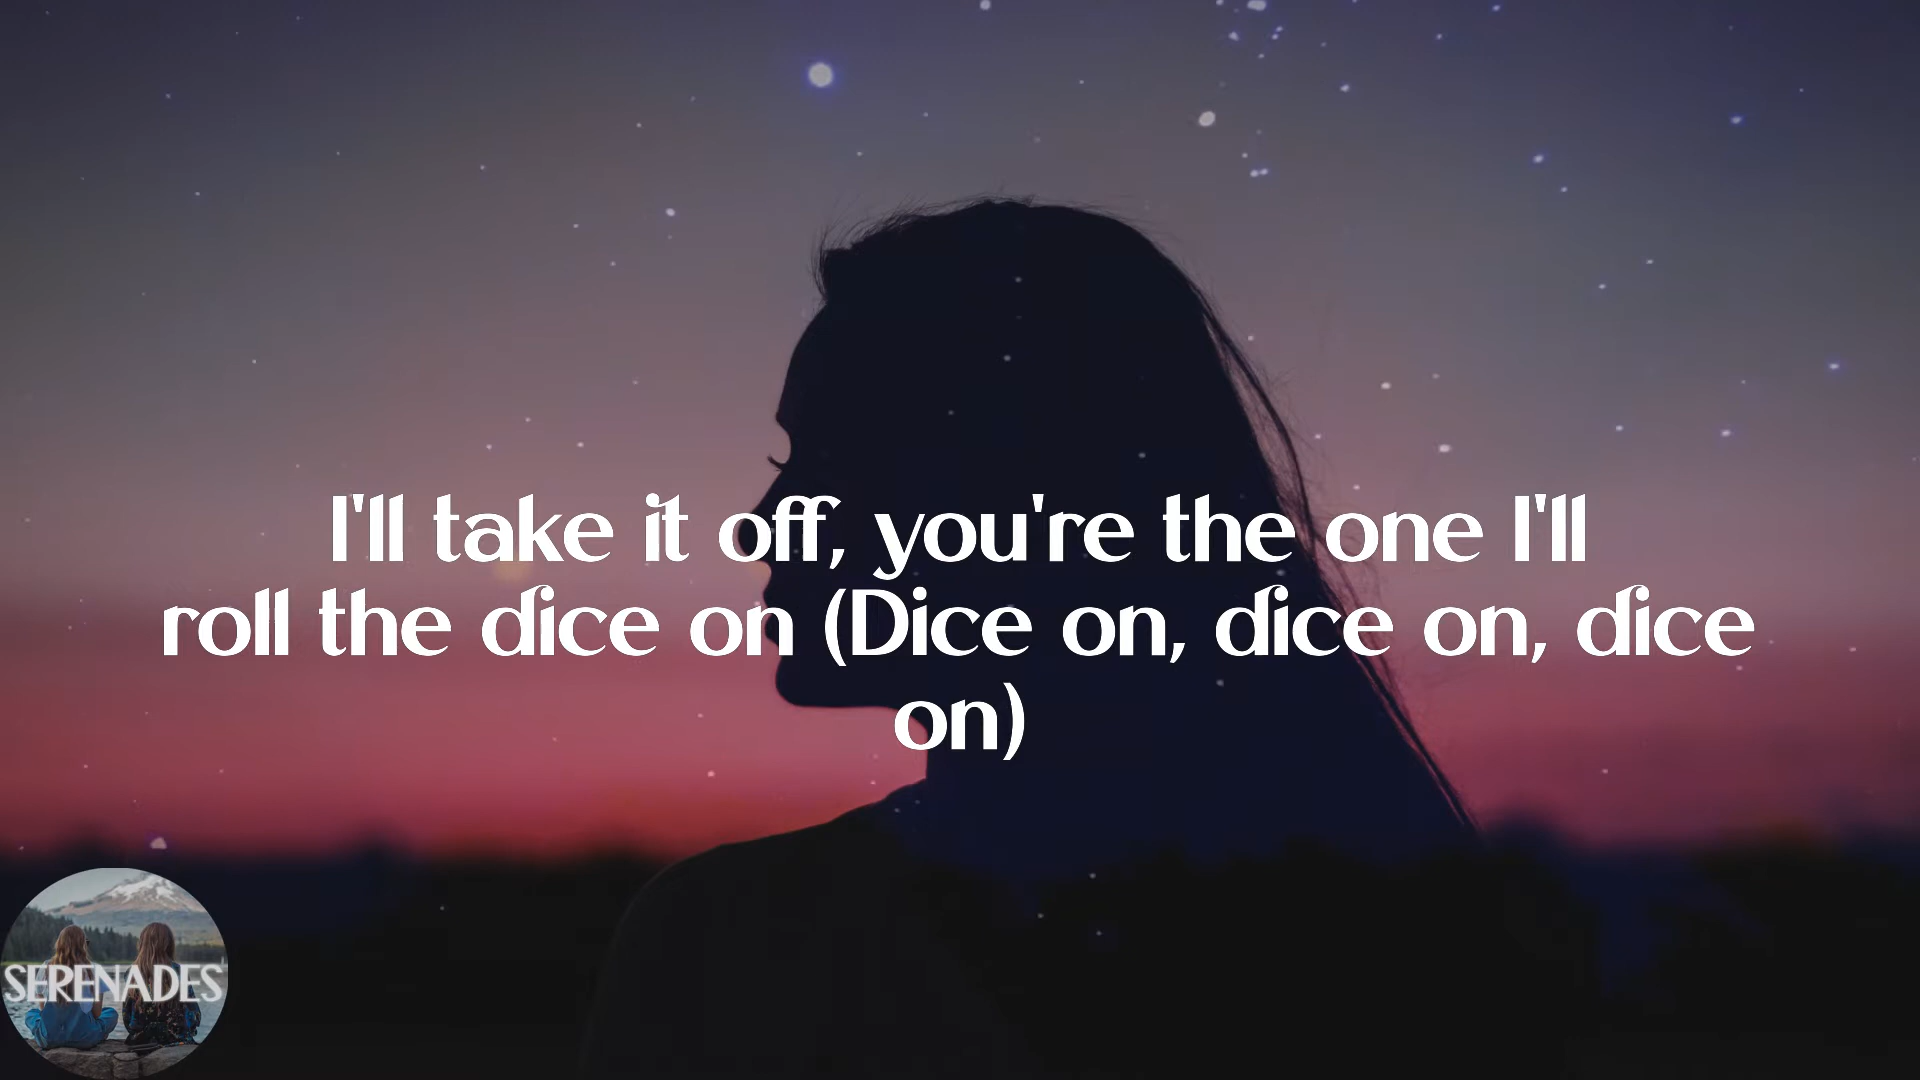 I'll take it off, you're the one I'll
roll the dice on (Dice on, dice on, dice
on)
SERENADES